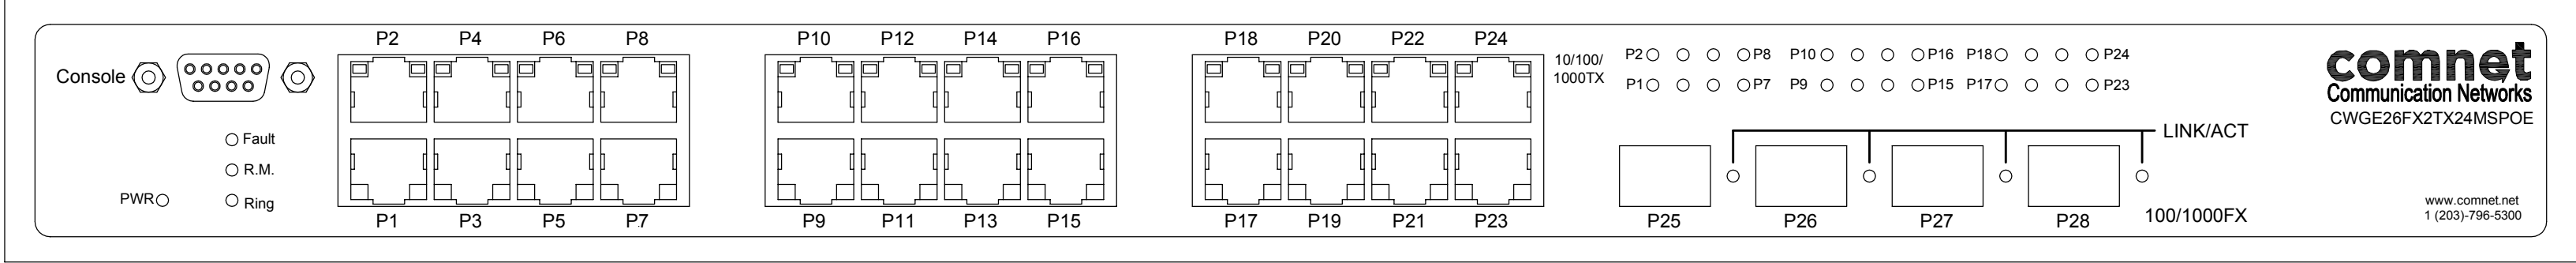 Console
Fault
R.M.
PWR
Ring
P2 P4 P6 P8
P1 P3 P5 P7
P10 P12 P14 P16
P9 P11 P13 P15
P18 P20 P22 P24
P17 P19 P21 P23
10/100/
1000TX
P2 P8 P10 P16 P18 P24
P1 P7 P9 P15 P17 P23
LINK/ACT
P25 P26 P27 P28
100/1000FX
comnet
Communication Networks
CWGE26FX2TX24MSPOE
www.comnet.net
1 (203)-796-5300